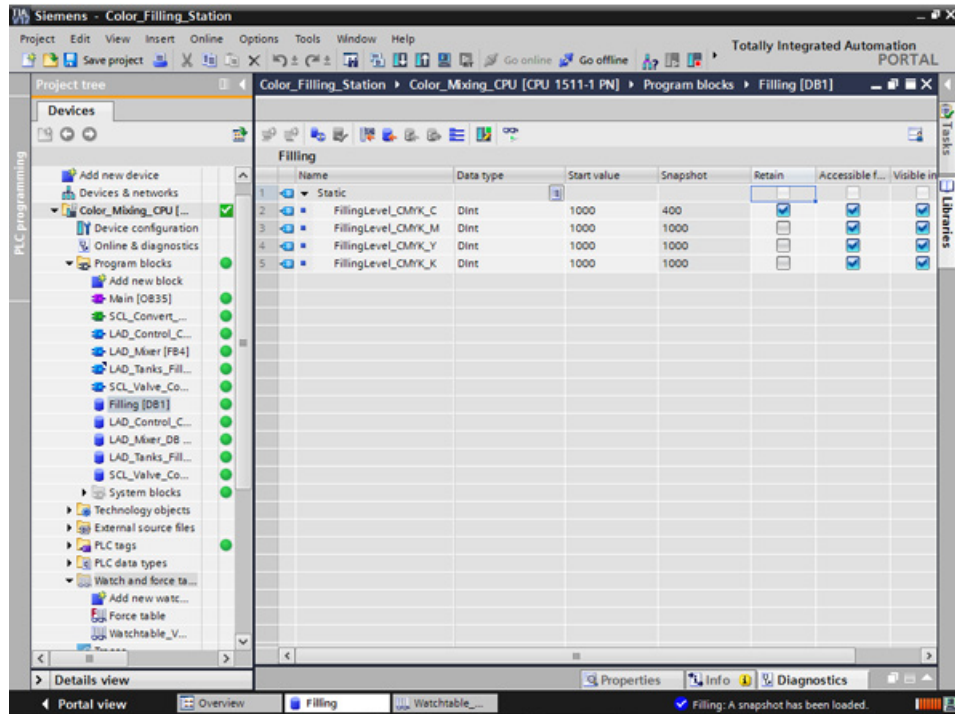 Siemens - Color_Filling_Station
Project Edit View Insert Online Options Tools Window Help
Totally Integrated Automation
PORTAL
Save project Go online Go offline
Project tree
Color_Filling_Station Color_Mixing_CPU [CPU 1511-1 PN] Program blocks Filling [DB1]
Devices
PLC programming
Tasks
Libraries
Filling
Name Data type Start value Snapshot Retain Accessible f... Visible in
1 Static
2 FillingLevel_CMYK_C DInt 1000 400
3 FillingLevel_CMYK_M DInt 1000 1000
4 FillingLevel_CMYK_Y DInt 1000 1000
5 FillingLevel_CMYK_K DInt 1000 1000
Add new device
Devices & networks
Color_Mixing_CPU [...
Device configuration
Online & diagnostics
Program blocks
Add new block
Main [OB35]
SCL_Convert_...
LAD_Control_C...
LAD_Mixer [FB4]
LAD_Tanks_Fill...
SCL_Valve_Co...
Filling [DB1]
LAD_Control_C...
LAD_Mixer_DB ...
LAD_Tanks_Fill...
SCL_Valve_Co...
System blocks
Technology objects
External source files
PLC tags
PLC data types
Watch and force ta...
Add new watc...
Force table
Watchtable_V...
Details view
Properties Info Diagnostics
Portal view Overview Filling Watchtable_... Filling: A snapshot has been loaded.